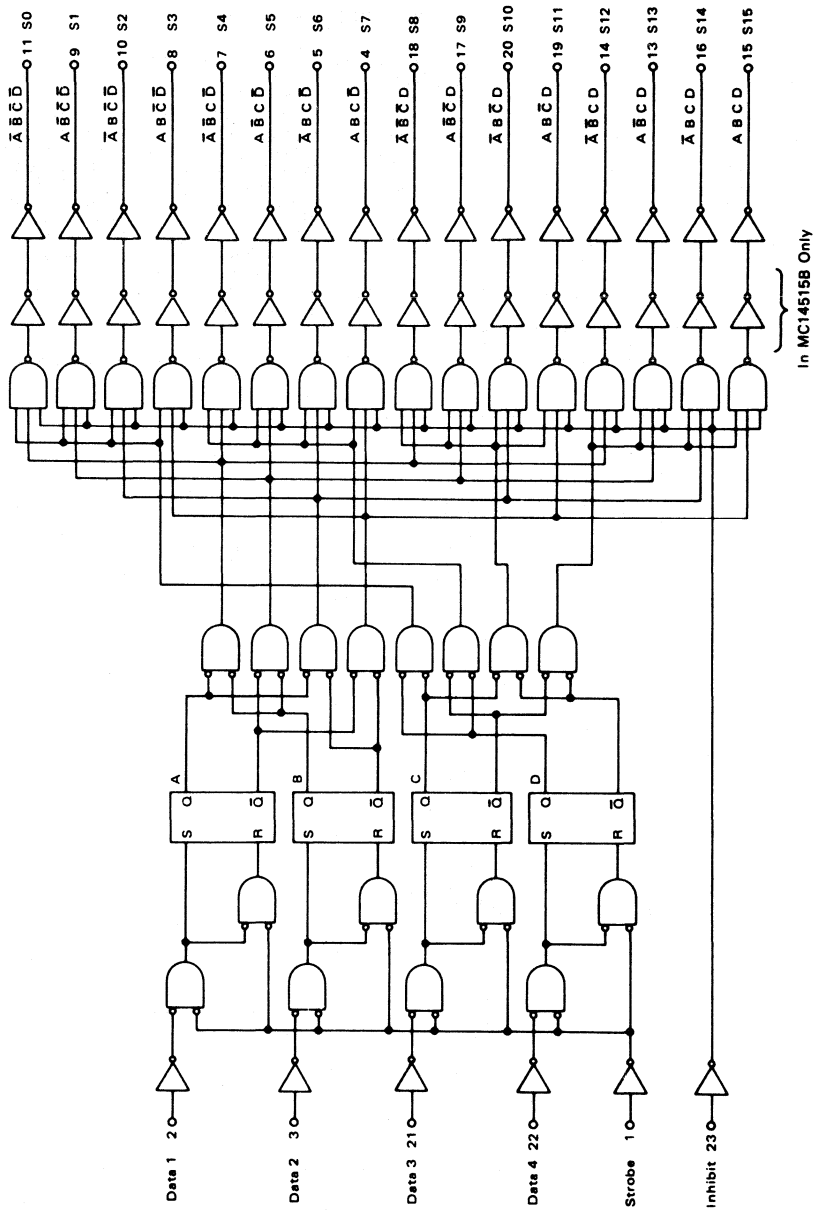 11 S0
9 S1
10 S2
8 S3
7 S4
6 S5
5 S6
4 S7
18 S8
17 S9
20 S10
19 S11
14 S12
13 S13
16 S14
15 S15
A̅ B̅ C̅ D̅
A B̅ C̅ D̅
A̅ B C̅ D̅
A B C̅ D̅
A̅ B̅ C D̅
A B̅ C D̅
A̅ B C D̅
A B C D̅
A̅ B̅ C̅ D
A B̅ C̅ D
A̅ B C̅ D
A B C̅ D
A̅ B̅ C D
A B̅ C D
A̅ B C D
A B C D
In MC14515B Only
A
S Q
R Q̅
B
S Q
R Q̅
C
S Q
R Q̅
D
S Q
R Q̅
Data 1 2
Data 2 3
Data 3 21
Data 4 22
Strobe 1
Inhibit 23